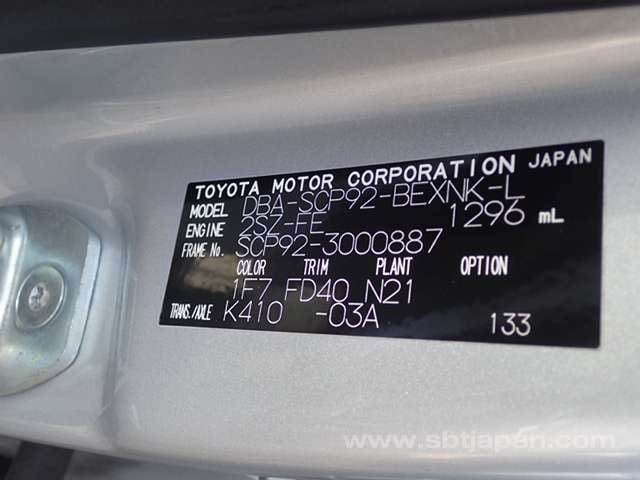 TOYOTA MOTOR CORPORATION JAPAN
MODEL DBA-SCP92-BEXNK-L
ENGINE 2SZ-FE 1296 mL
FRAME No. SCP92-3000887
COLOR TRIM PLANT OPTION
1F7 FD40 N21
TRANS./AXLE K410 -03A 133
www.sbtjapan.com